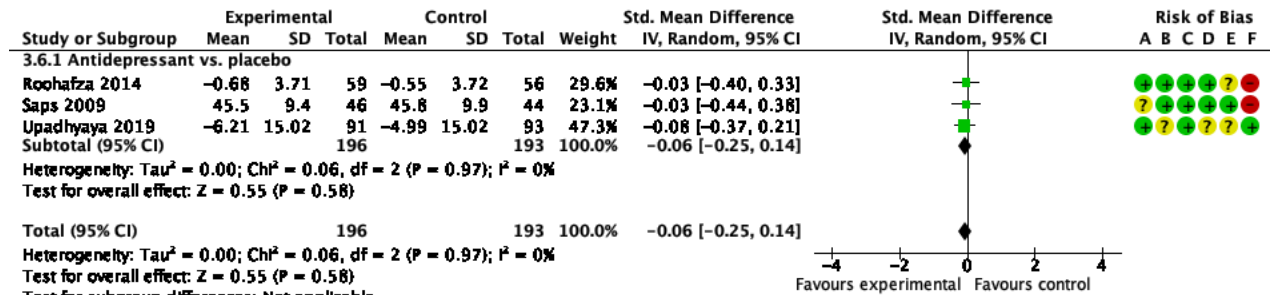 Experimental Control Std. Mean Difference Std. Mean Difference Risk of Bias
Study or Subgroup Mean SD Total Mean SD Total Weight IV, Random, 95% CI IV, Random, 95% CI A B C D E F
3.6.1 Antidepressant vs. placebo
Roohafza 2014 −0.68 3.71 59 −0.55 3.72 56 29.6% −0.03 [−0.40, 0.33] + + + + ? −
Saps 2009 45.5 9.4 46 45.8 9.9 44 23.1% −0.03 [−0.44, 0.38] ? + + + + −
Upadhyaya 2019 −6.21 15.02 91 −4.99 15.02 93 47.3% −0.08 [−0.37, 0.21] + ? + ? ? +
Subtotal (95% CI) 196 193 100.0% −0.06 [−0.25, 0.14]
Heterogeneity: Tau² = 0.00; Chi² = 0.06, df = 2 (P = 0.97); I² = 0%
Test for overall effect: Z = 0.55 (P = 0.58)
Total (95% CI) 196 193 100.0% −0.06 [−0.25, 0.14]
Heterogeneity: Tau² = 0.00; Chi² = 0.06, df = 2 (P = 0.97); I² = 0%
Test for overall effect: Z = 0.55 (P = 0.58)
−4 −2 0 2 4
Favours experimental Favours control
Test for subgroup differences: Not applicable